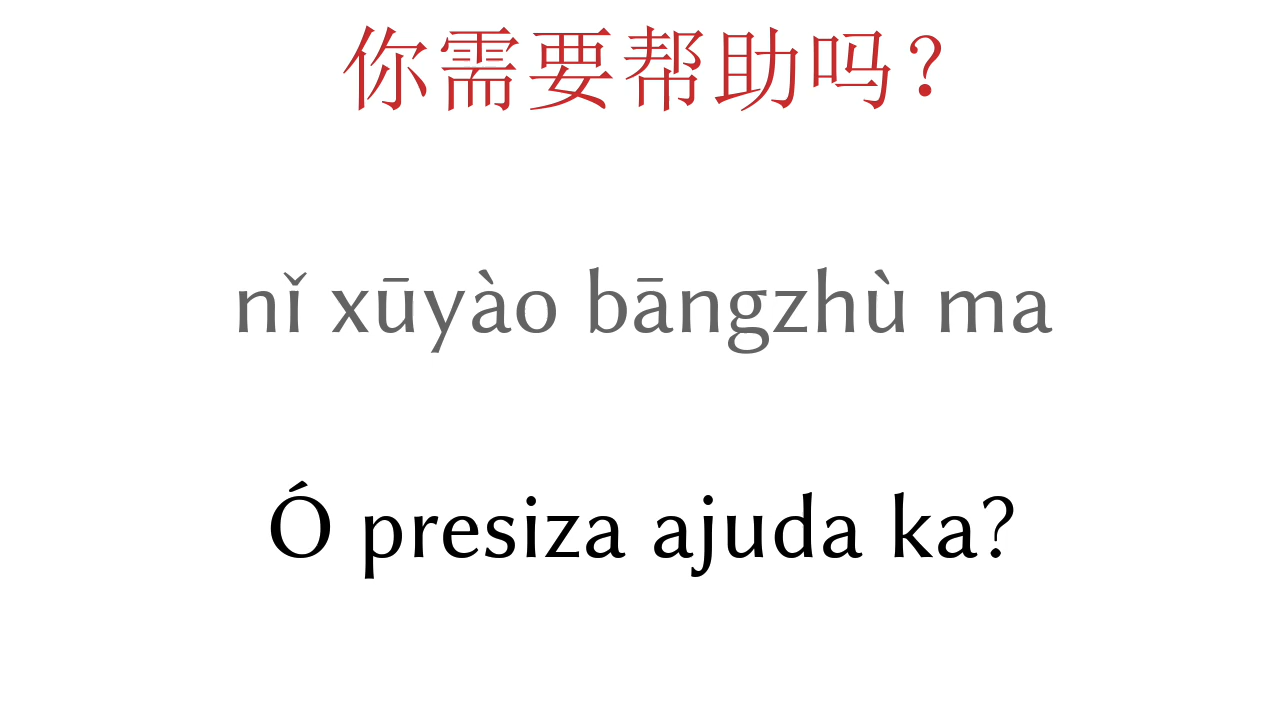 你需要帮助吗？
nǐ xūyào bāngzhù ma
Ó presiza ajuda ka?